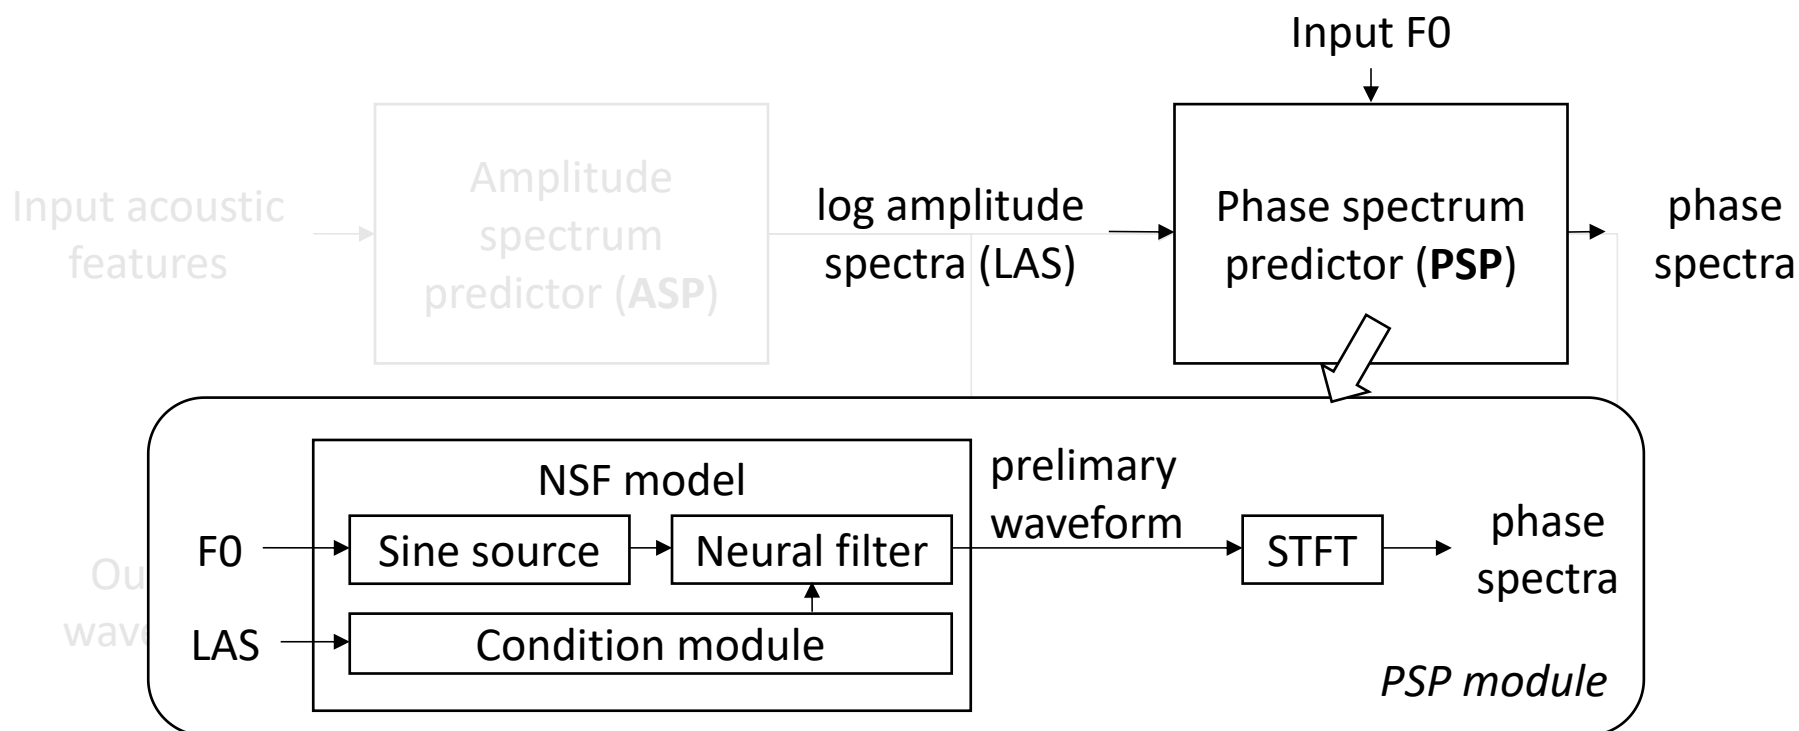 Input F0
Input acoustic
features
Amplitude
spectrum
predictor (ASP)
log amplitude
spectra (LAS)
Phase spectrum
predictor (PSP)
phase
spectra
NSF model
F0
Sine source
Neural filter
LAS
Condition module
prelimary
waveform
STFT
phase
spectra
PSP module